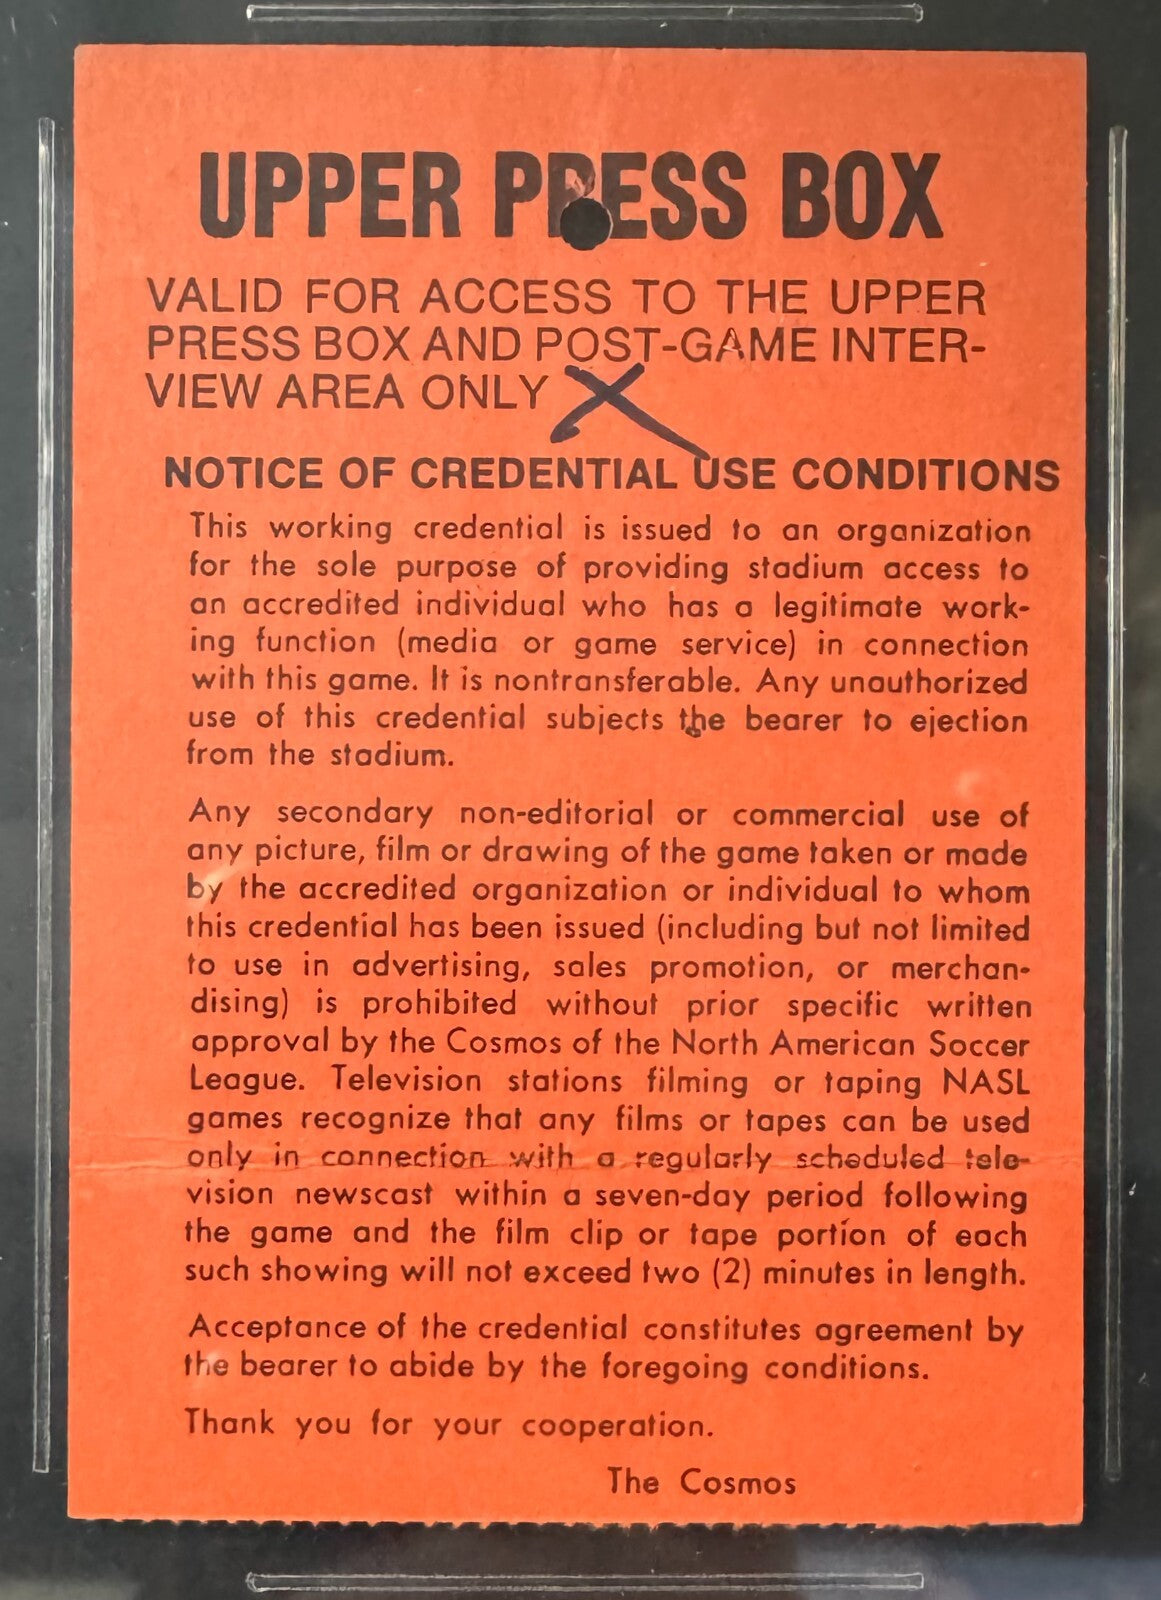 UPPER PRESS BOX
VALID FOR ACCESS TO THE UPPER
PRESS BOX AND POST-GAME INTER-
VIEW AREA ONLY X
NOTICE OF CREDENTIAL USE CONDITIONS
This working credential is issued to an organization
for the sole purpose of providing stadium access to
an accredited individual who has a legitimate work-
ing function (media or game service) in connection
with this game. It is nontransferable. Any unauthorized
use of this credential subjects the bearer to ejection
from the stadium.
Any secondary non-editorial or commercial use of
any picture, film or drawing of the game taken or made
by the accredited organization or individual to whom
this credential has been issued (including but not limited
to use in advertising, sales promotion, or merchan-
dising) is prohibited without prior specific written
approval by the Cosmos of the North American Soccer
League. Television stations filming or taping NASL
games recognize that any films or tapes can be used
only in connection with a regularly scheduled tele-
vision newscast within a seven-day period following
the game and the film clip or tape portion of each
such showing will not exceed two (2) minutes in length.
Acceptance of the credential constitutes agreement by
the bearer to abide by the foregoing conditions.
Thank you for your cooperation.
The Cosmos